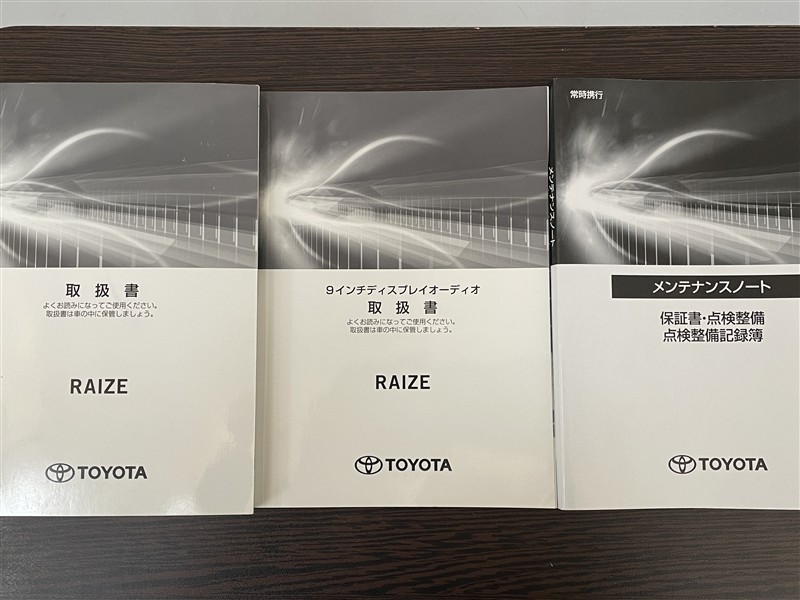 取扱書
よくお読みになってご使用ください。
取扱書は車の中に保管しましょう。
RAIZE
TOYOTA
9インチディスプレイオーディオ
取扱書
よくお読みになってご使用ください。
取扱書は車の中に保管しましょう。
RAIZE
TOYOTA
メンテナンスノート
常時携行
メンテナンスノート
保証書・点検整備
点検整備記録簿
TOYOTA